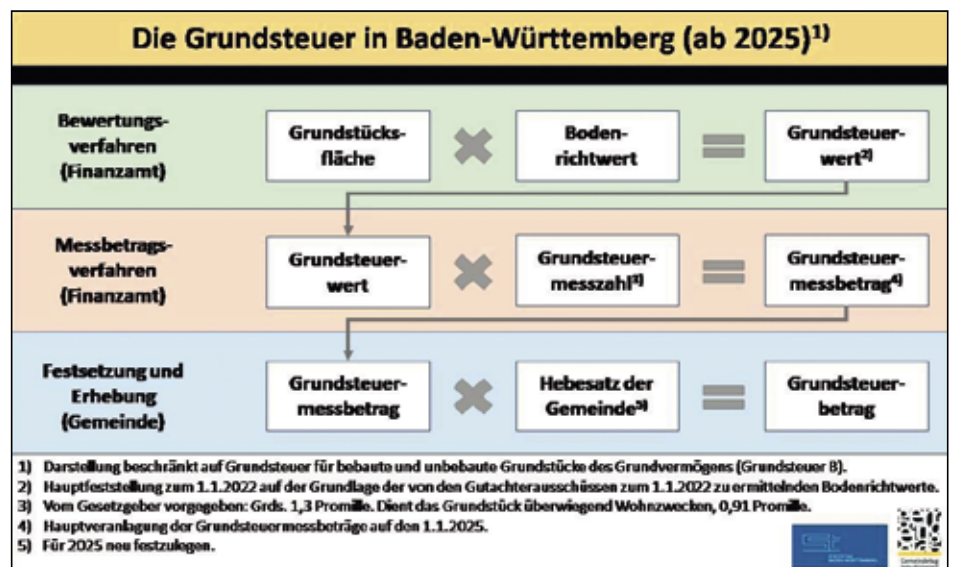 Die Grundsteuer in Baden-Württemberg (ab 2025)1)
Bewertungs-
verfahren
(Finanzamt)
Grundstücks-
fläche
Boden-
richtwert
Grundsteuer-
wert2)
Messbetrags-
verfahren
(Finanzamt)
Grundsteuer-
wert
Grundsteuer-
messzahl3)
Grundsteuer-
messbetrag4)
Festsetzung und
Erhebung
(Gemeinde)
Grundsteuer-
messbetrag
Hebesatz der
Gemeinde5)
Grundsteuer-
betrag
1) Darstellung beschränkt auf Grundsteuer für bebaute und unbebaute Grundstücke des Grundvermögens (Grundsteuer B).
2) Hauptfeststellung zum 1.1.2022 auf der Grundlage der von den Gutachterausschüssen zum 1.1.2022 zu ermittelnden Bodenrichtwerte.
3) Vom Gesetzgeber vorgegeben: Grds. 1,3 Promille. Dient das Grundstück überwiegend Wohnzwecken, 0,91 Promille.
4) Hauptveranlagung der Grundsteuermessbeträge auf den 1.1.2025.
5) Für 2025 neu festzulegen.
Gemeindetag